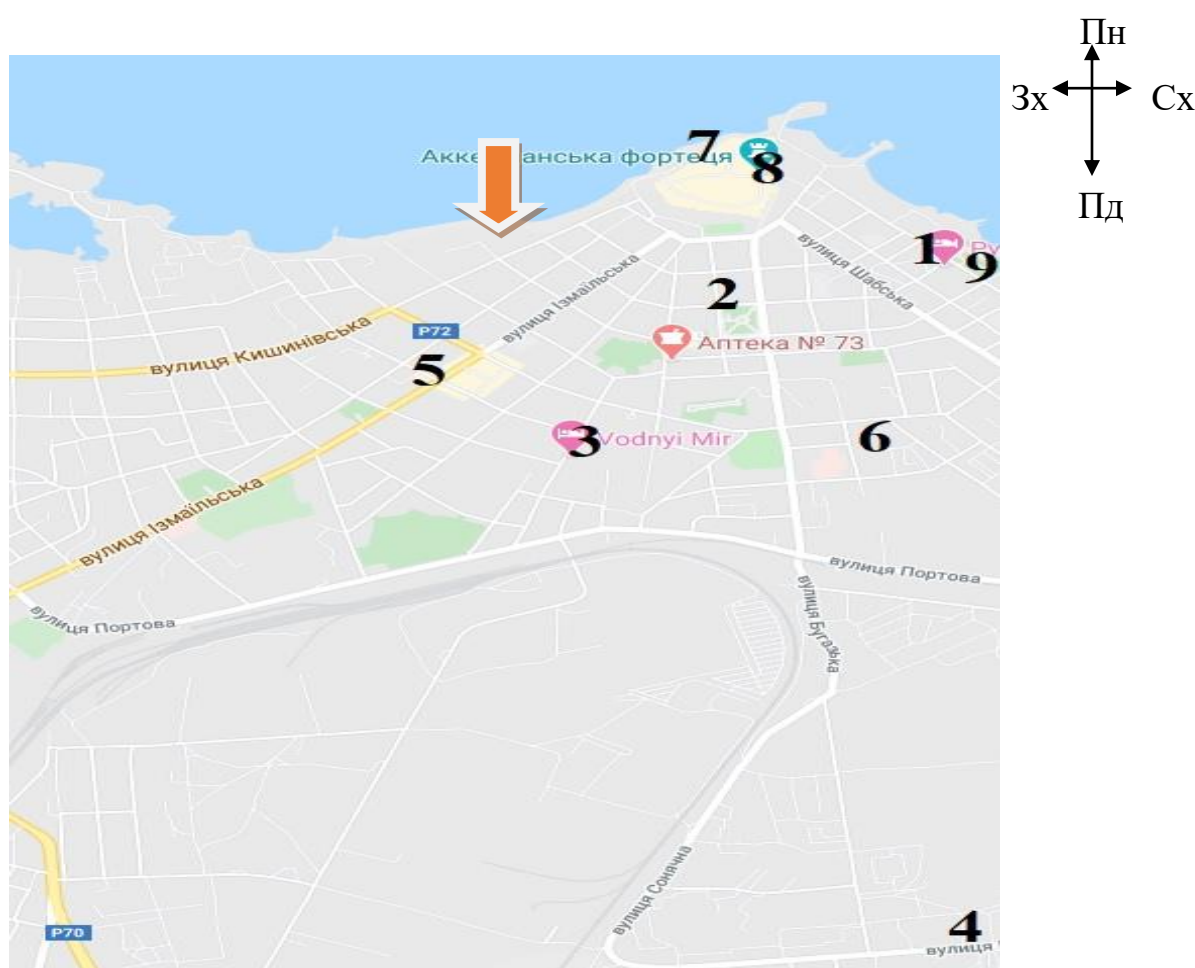 Пн
Зх Сх
Пд
7
Аккерманська фортеця
8
вулиця Шабська
1
9
вулиця Ізмаїльська
2
вулиця Кишинівська
P72
Аптека № 73
5
3
Vodnyi Mir
6
вулиця Ізмаїльська
вулиця Портова
вулиця Портова
вулиця Бугазька
вулиця Сонячна
4
P70
вулиця